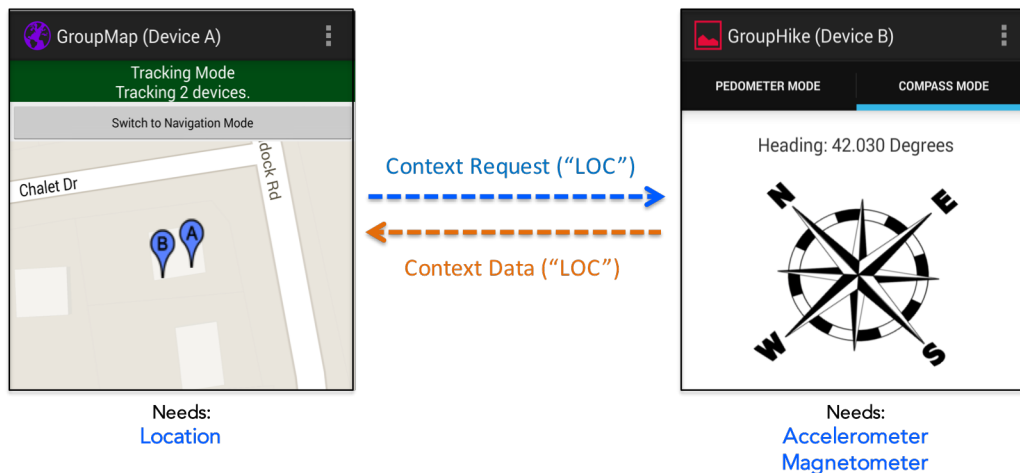 GroupMap (Device A)
Tracking Mode
Tracking 2 devices.
Switch to Navigation Mode
Chalet Dr
dock Rd
B
A
Needs:
Location
Context Request (“LOC”)
Context Data (“LOC”)
GroupHike (Device B)
PEDOMETER MODE
COMPASS MODE
Heading: 42.030 Degrees
N
E
W
S
Needs:
Accelerometer
Magnetometer